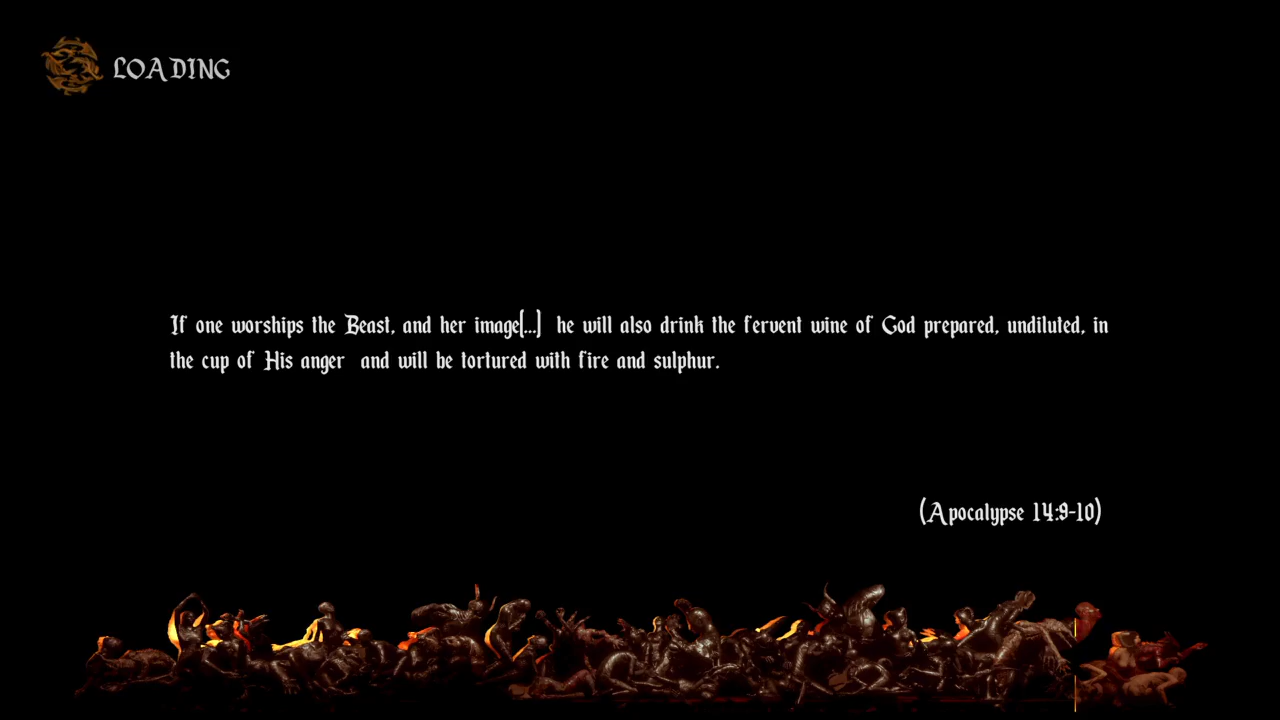 LOADING
If one worships the Beast, and her image[...] he will also drink the fervent wine of God prepared, undiluted, in
the cup of His anger and will be tortured with fire and sulphur.
(Apocalypse 14:9-10)